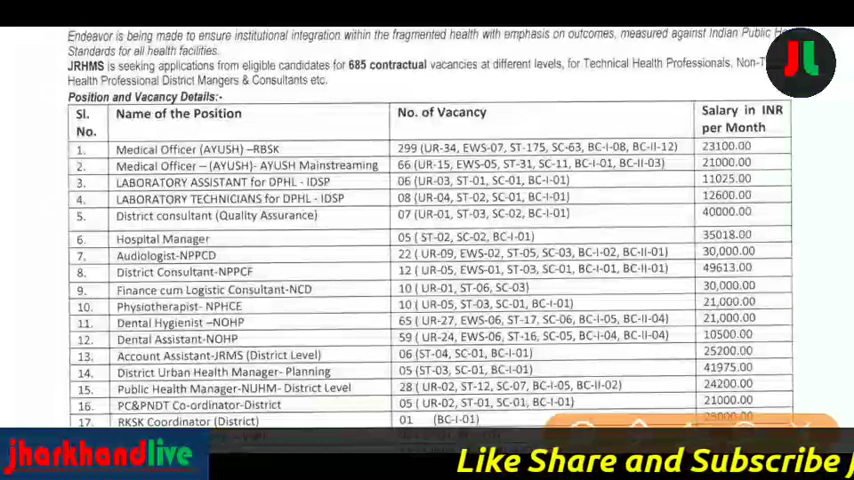 Endeavor is being made to ensure institutional integration within the fragmented health with emphasis on outcomes, measured against Indian Public
Standards for all health facilities.
JRHMS is seeking applications from eligible candidates for 685 contractual vacancies at different levels, for Technical Health Professionals,
Health Professional District Mangers & Consultants etc.
Position and Vacancy Details:-
Sl. No. Name of the Position No. of Vacancy Salary in INR per Month
1. Medical Officer (AYUSH) –RBSK 299 (UR-34, EWS-07, ST-175, SC-63, BC-I-08, BC-II-12) 23100.00
2. Medical Officer – (AYUSH)- AYUSH Mainstreaming 66 (UR-15, EWS-05, ST-31, SC-11, BC-I-01, BC-II-03) 21000.00
3. LABORATORY ASSISTANT for DPHL - IDSP 06 (UR-03, ST-01, SC-01, BC-I-01) 11025.00
4. LABORATORY TECHNICIANS for DPHL - IDSP 08 (UR-04, ST-02, SC-01, BC-I-01) 12600.00
5. District consultant (Quality Assurance) 07 (UR-01, ST-03, SC-02, BC-I-01) 40000.00
6. Hospital Manager 05 ( ST-02, SC-02, BC-I-01) 35018.00
7. Audiologist-NPPCD 22 ( UR-09, EWS-02, ST-05, SC-03, BC-I-02, BC-II-01) 30,000.00
8. District Consultant-NPPCF 12 ( UR-05, EWS-01, ST-03, SC-01, BC-I-01, BC-II-01) 49613.00
9. Finance cum Logistic Consultant-NCD 10 ( UR-01, ST-06, SC-03) 30,000.00
10. Physiotherapist- NPHCE 10 ( UR-05, ST-03, SC-01, BC-I-01) 21,000.00
11. Dental Hygienist –NOHP 65 ( UR-27, EWS-06, ST-17, SC-06, BC-I-05, BC-II-04) 21,000.00
12. Dental Assistant-NOHP 59 ( UR-24, EWS-06, ST-16, SC-05, BC-I-04, BC-II-04) 10500.00
13. Account Assistant-JRMS (District Level) 06 (ST-04, SC-01, BC-I-01) 25200.00
14. District Urban Health Manager- Planning 05 (ST-03, SC-01, BC-I-01) 41975.00
15. Public Health Manager-NUHM- District Level 28 ( UR-02, ST-12, SC-07, BC-I-05, BC-II-02) 24200.00
16. PC&PNDT Co-ordinator-District 05 ( UR-02, ST-01, SC-01, BC-I-01) 21000.00
17. RKSK Coordinator (District) 01 (BC-I-01)
JL
jharkhandlive
Like Share and Subscribe